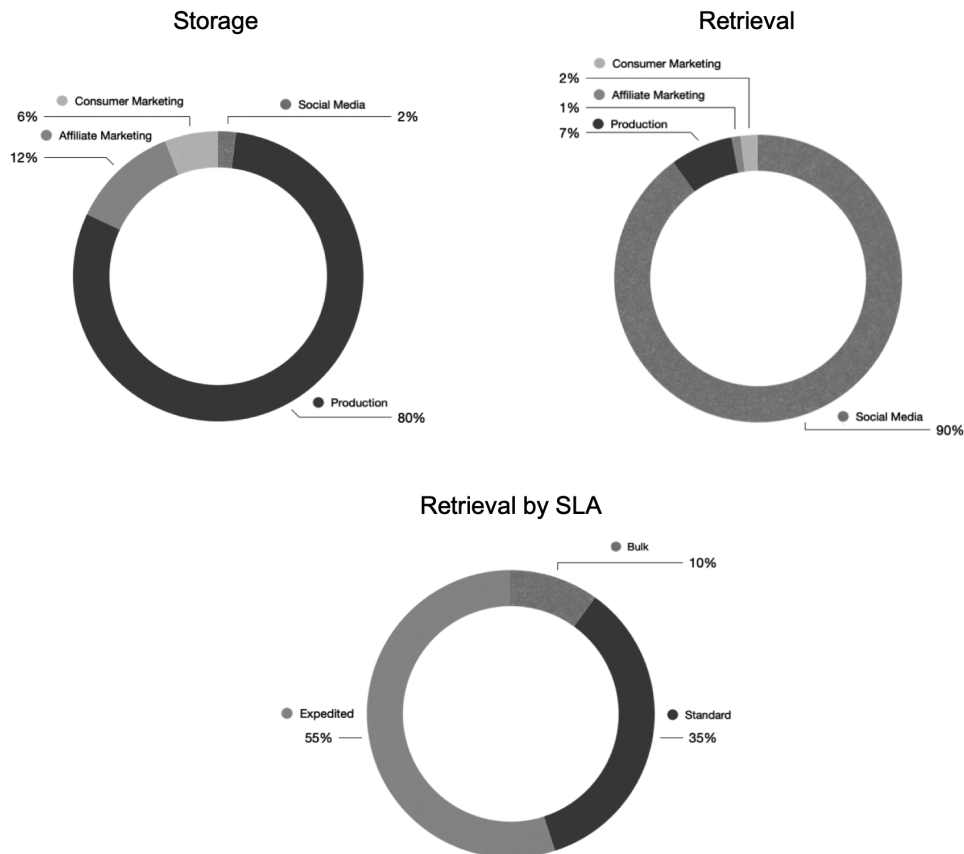 Storage
Consumer Marketing
6%
Social Media
2%
Affiliate Marketing
12%
Production
80%
Retrieval
Consumer Marketing
2%
Affiliate Marketing
1%
Production
7%
Social Media
90%
Retrieval by SLA
Bulk
10%
Expedited
55%
Standard
35%